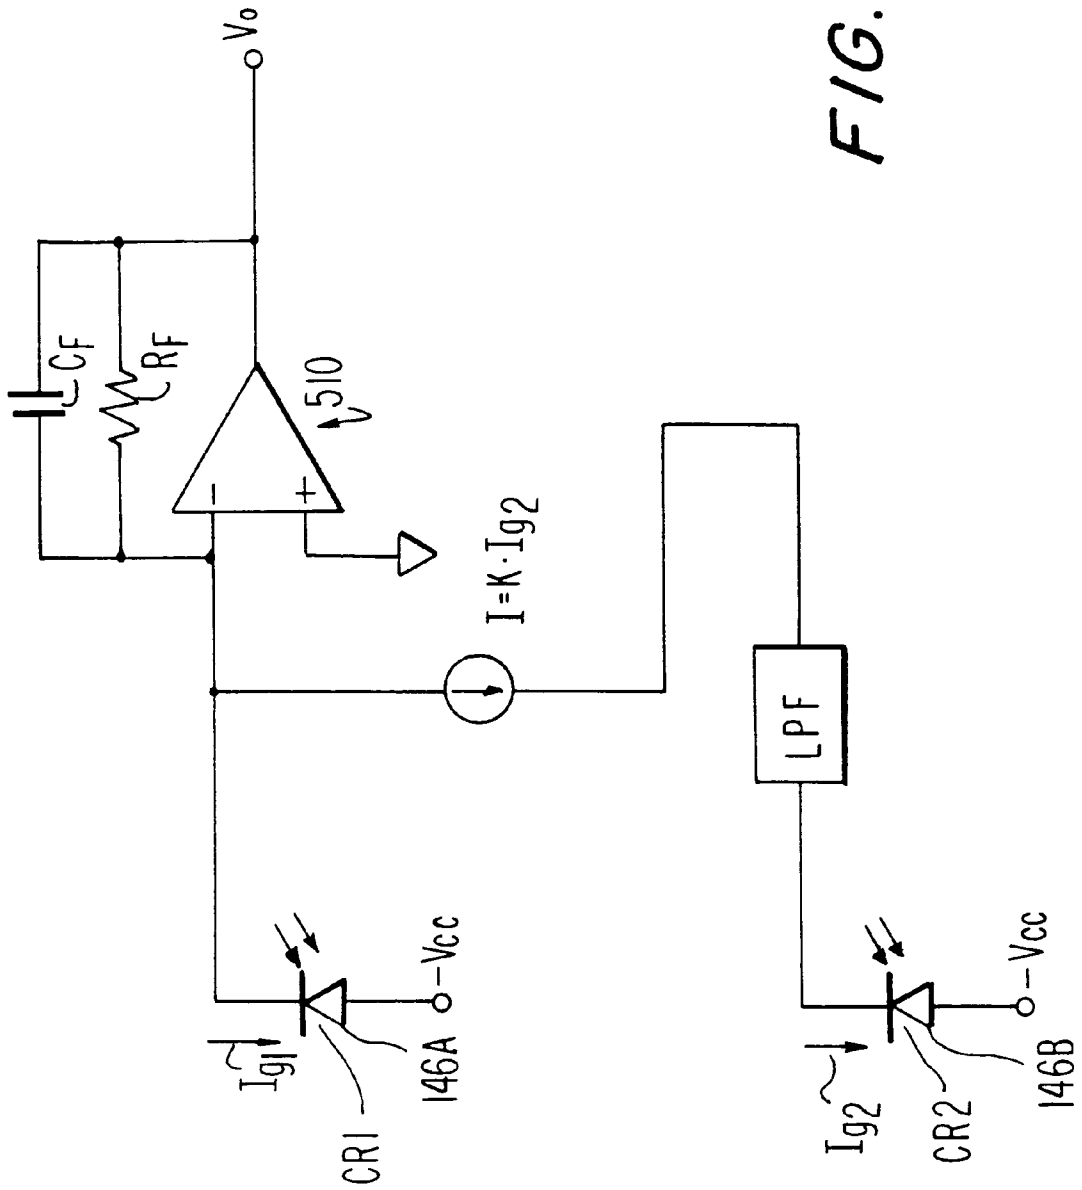 Vo
CF
RF
510
−
+
I=K·Ig2
Ig1
−Vcc
146A
CR1
LPF
Ig2
−Vcc
CR2
146B
FIG.